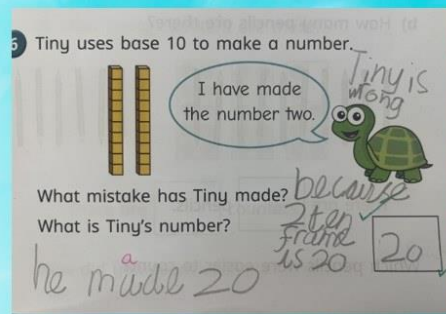 5 Tiny uses base 10 to make a number.
I have made
the number two.
Tiny is
wrong
What mistake has Tiny made?
because
2 ten
frame
is 20
What is Tiny's number?
20
he made 20
a